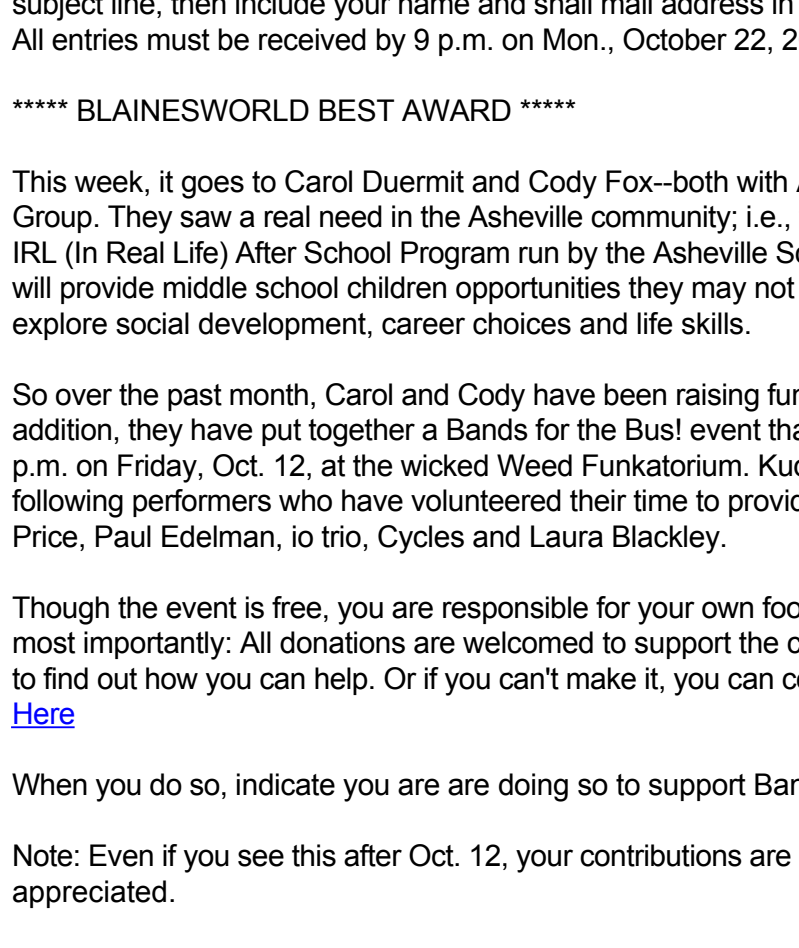 subject line, then include your name and snail mail address in
All entries must be received by 9 p.m. on Mon., October 22, 2
***** BLAINESWORLD BEST AWARD *****
This week, it goes to Carol Duermit and Cody Fox--both with
Group. They saw a real need in the Asheville community; i.e.,
IRL (In Real Life) After School Program run by the Asheville
will provide middle school children opportunities they may not
explore social development, career choices and life skills.
So over the past month, Carol and Cody have been raising
addition, they have put together a Bands for the Bus! event
p.m. on Friday, Oct. 12, at the wicked Weed Funkatorium.
following performers who have volunteered their time to
Price, Paul Edelman, io trio, Cycles and Laura Blackley.
Though the event is free, you are responsible for your own
most importantly: All donations are welcomed to support the
to find out how you can help. Or if you can't make it, you can
Here
When you do so, indicate you are are doing so to support
Note: Even if you see this after Oct. 12, your contributions are
appreciated.